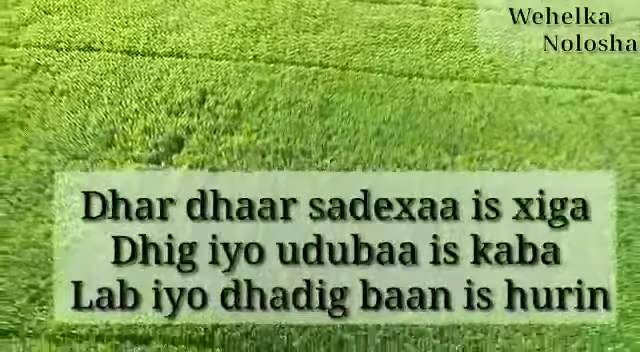 Wehelka
Nolosha
Dhar dhaar sadexaa is xiga
Dhig iyo udubaa is kaba
Lab iyo dhadig baan is hurin